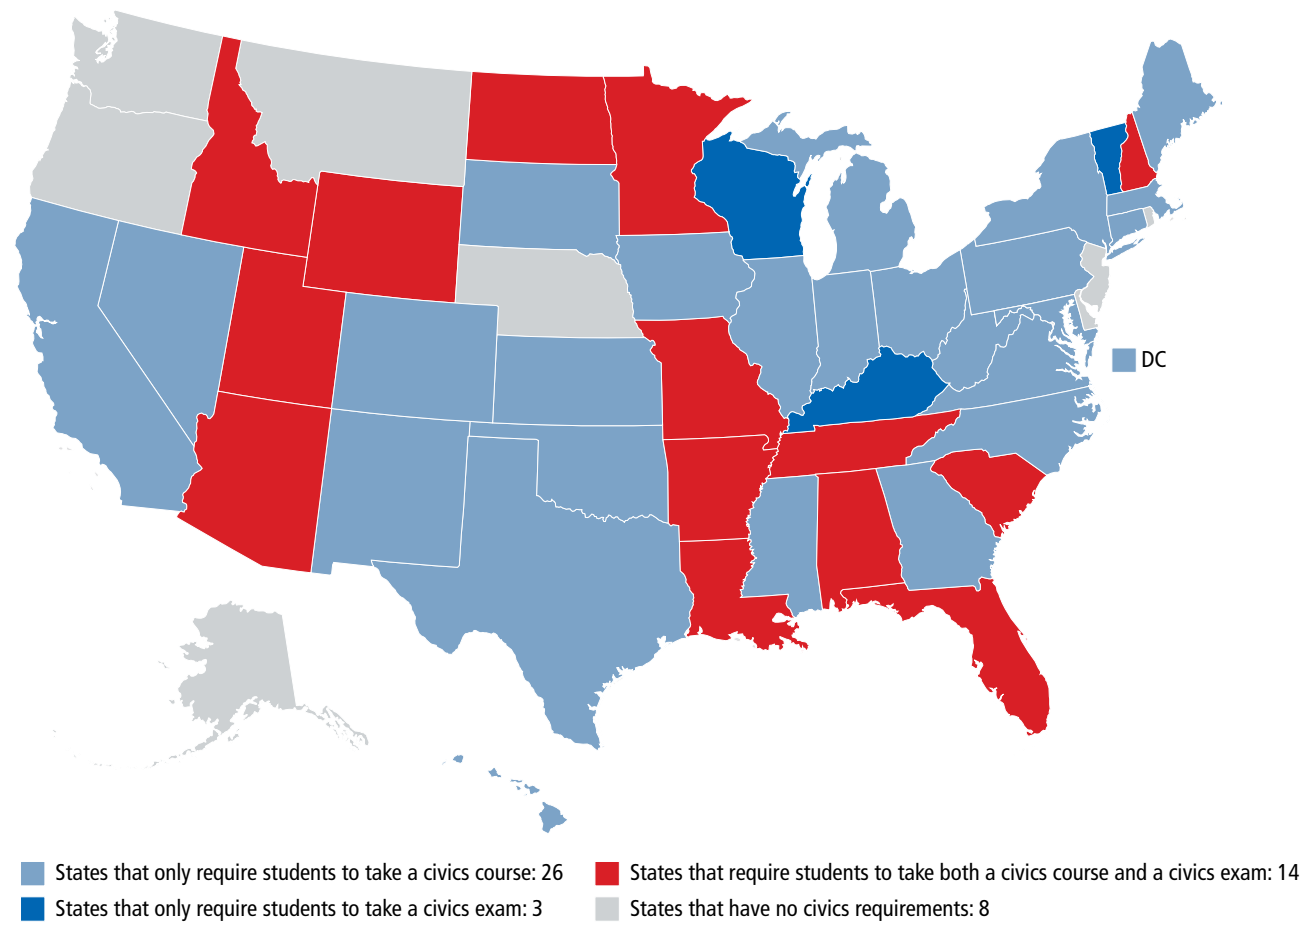 DC
States that only require students to take a civics course: 26
States that require students to take both a civics course and a civics exam: 14
States that only require students to take a civics exam: 3
States that have no civics requirements: 8